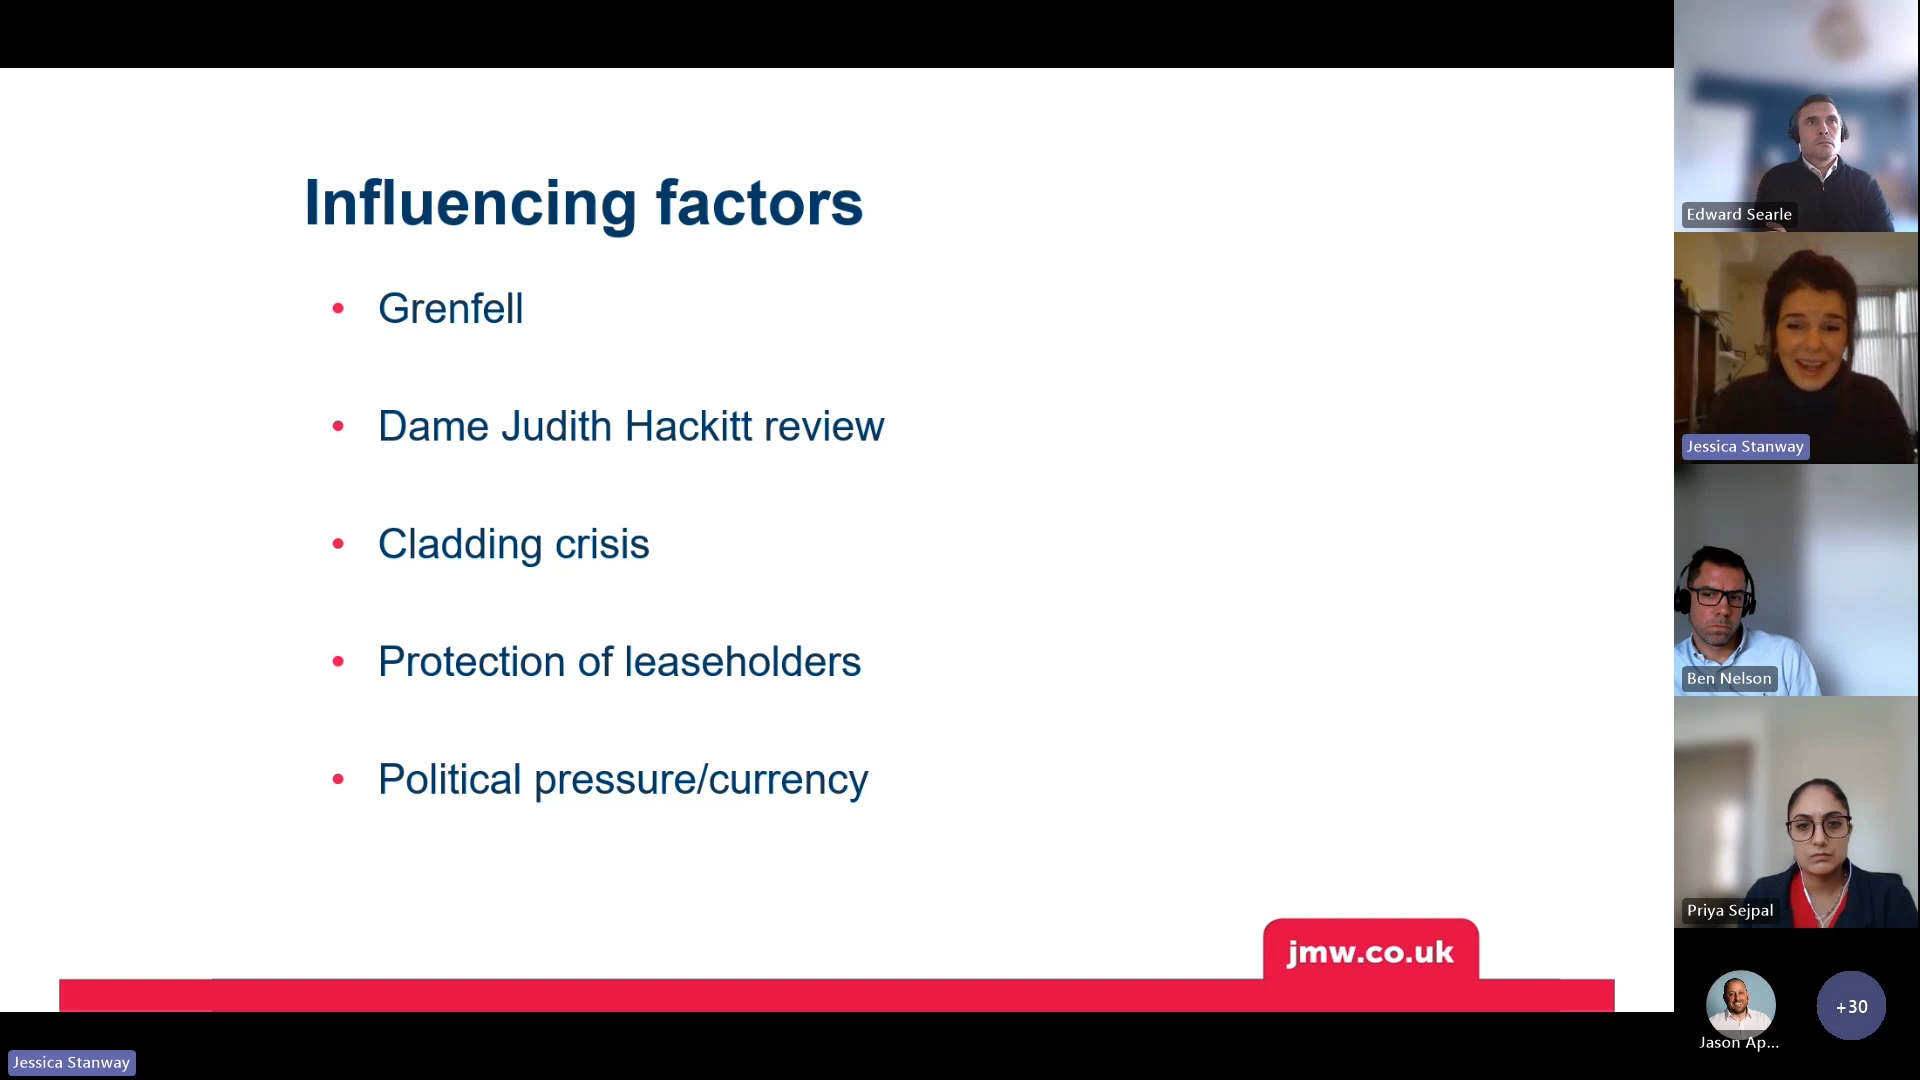 Influencing factors
• Grenfell
• Dame Judith Hackitt review
• Cladding crisis
• Protection of leaseholders
• Political pressure/currency
jmw.co.uk
Jessica Stanway
Edward Searle
Jessica Stanway
Ben Nelson
Priya Sejpal
Jason Ap...
+30